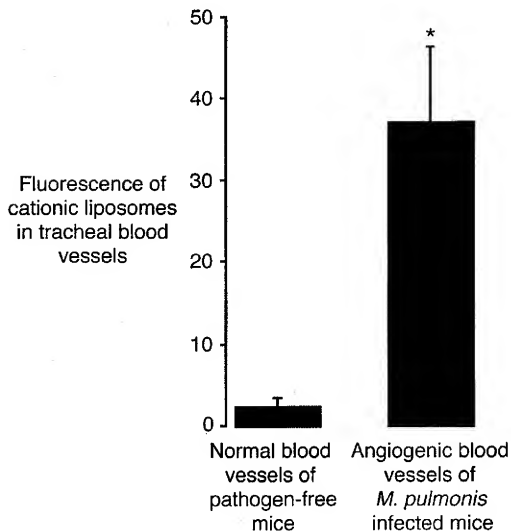 50
*
40
30
Fluorescence of
cationic liposomes
in tracheal blood
vessels
20
10
0
Normal blood
vessels of
pathogen-free
mice
Angiogenic blood
vessels of
M. pulmonis
infected mice